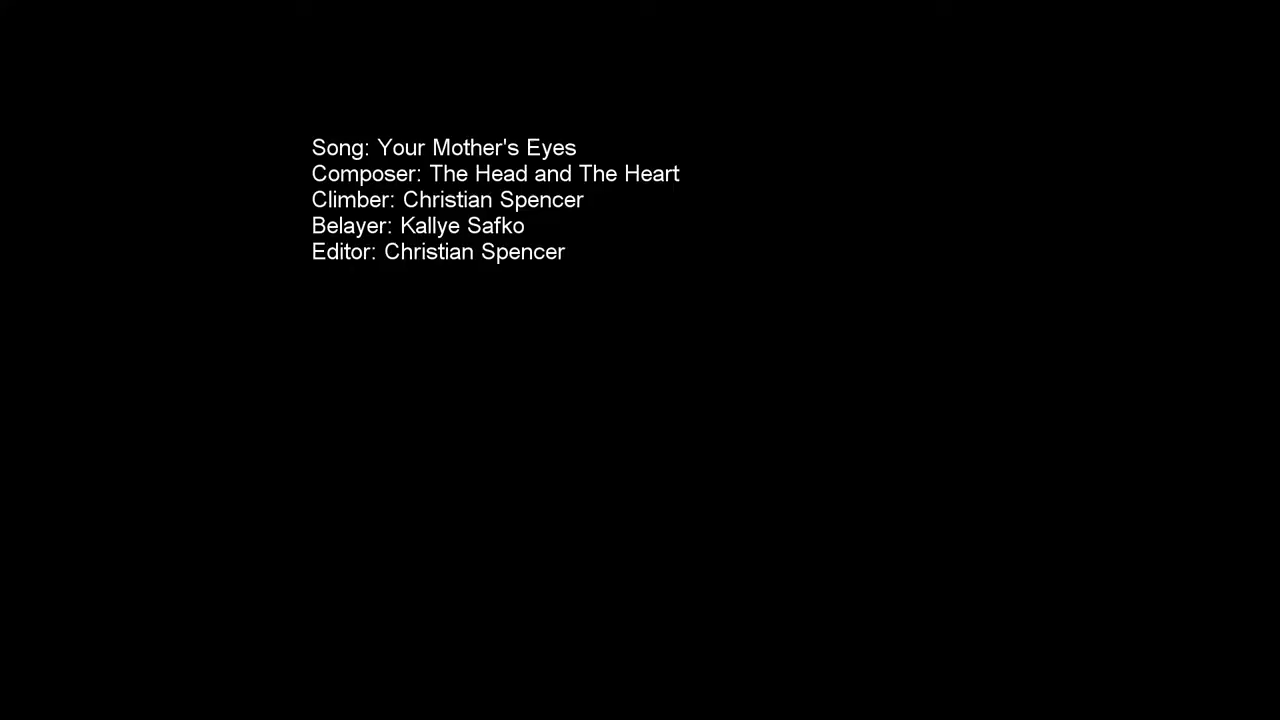 Song: Your Mother's Eyes
Composer: The Head and The Heart
Climber: Christian Spencer
Belayer: Kallye Safko
Editor: Christian Spencer